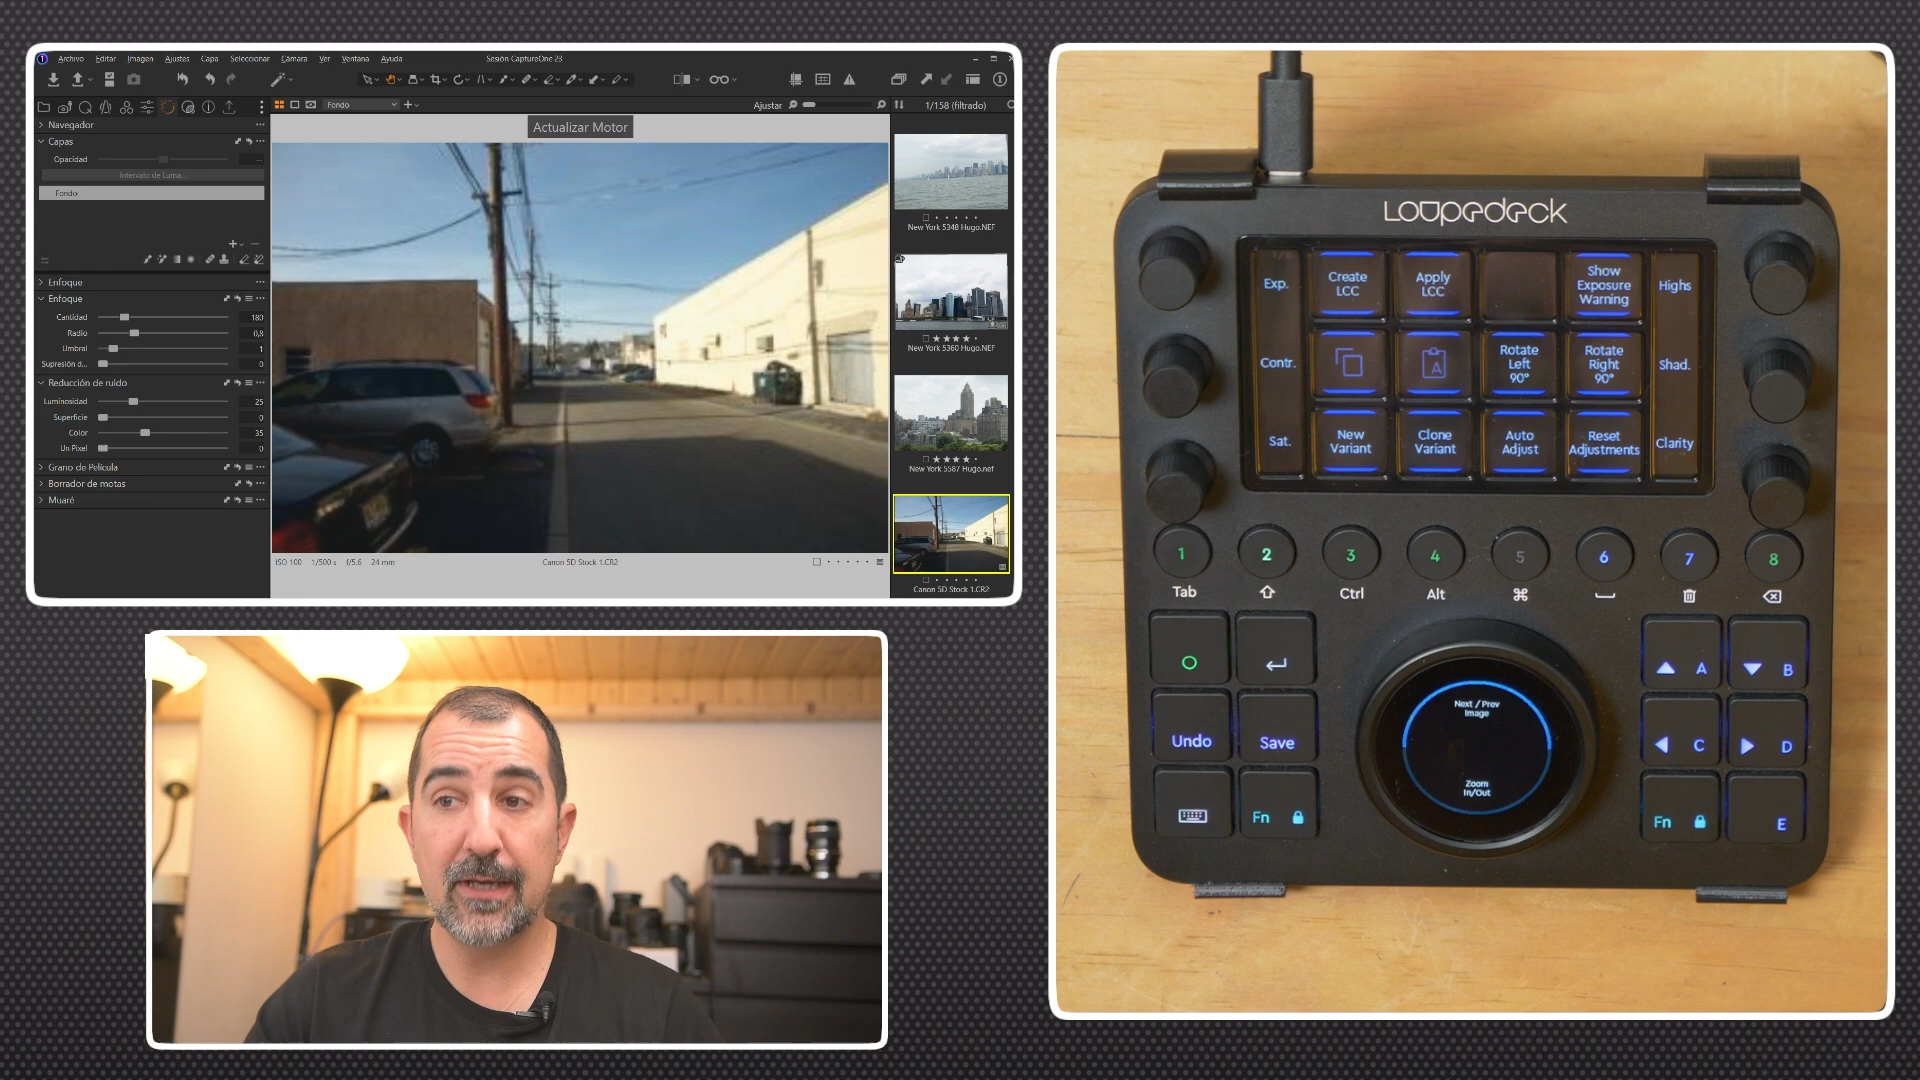 Archivo Editar Imagen Ajustes Capa Seleccionar Cámara Ver Ventana Ayuda
Sesión CaptureOne 23
Fondo
Ajustar
1/158 (filtrado)
Navegador
Capas
Opacidad
Intervalo de Luma...
Fondo
Enfoque
Enfoque
Cantidad 180
Radio 0,8
Umbral 1
Supresión d... 0
Reducción de ruido
Luminosidad 25
Superficie 0
Color 35
Un Pixel 0
Grano de Película
Borrador de motas
Muaré
Actualizar Motor
ISO 100 1/500 s f/5.6 24 mm
Canon 5D Stock 1.CR2
New York 5348 Hugo.NEF
New York 5360 Hugo.NEF
New York 5587 Hugo.nef
Canon 5D Stock 1.CR2
Loupedeck
Exp.
Create
LCC
Apply
LCC
Show
Exposure
Warning
Highs
Contr.
A
Rotate
Left
90°
Rotate
Right
90°
Shad.
Sat.
New
Variant
Clone
Variant
Auto
Adjust
Reset
Adjustments
Clarity
1 2 3 4 5 6 7 8
Tab Ctrl Alt ⌘
A B
Undo Save
C D
Fn
Fn E
Next / Prev
Image
Zoom
In/Out